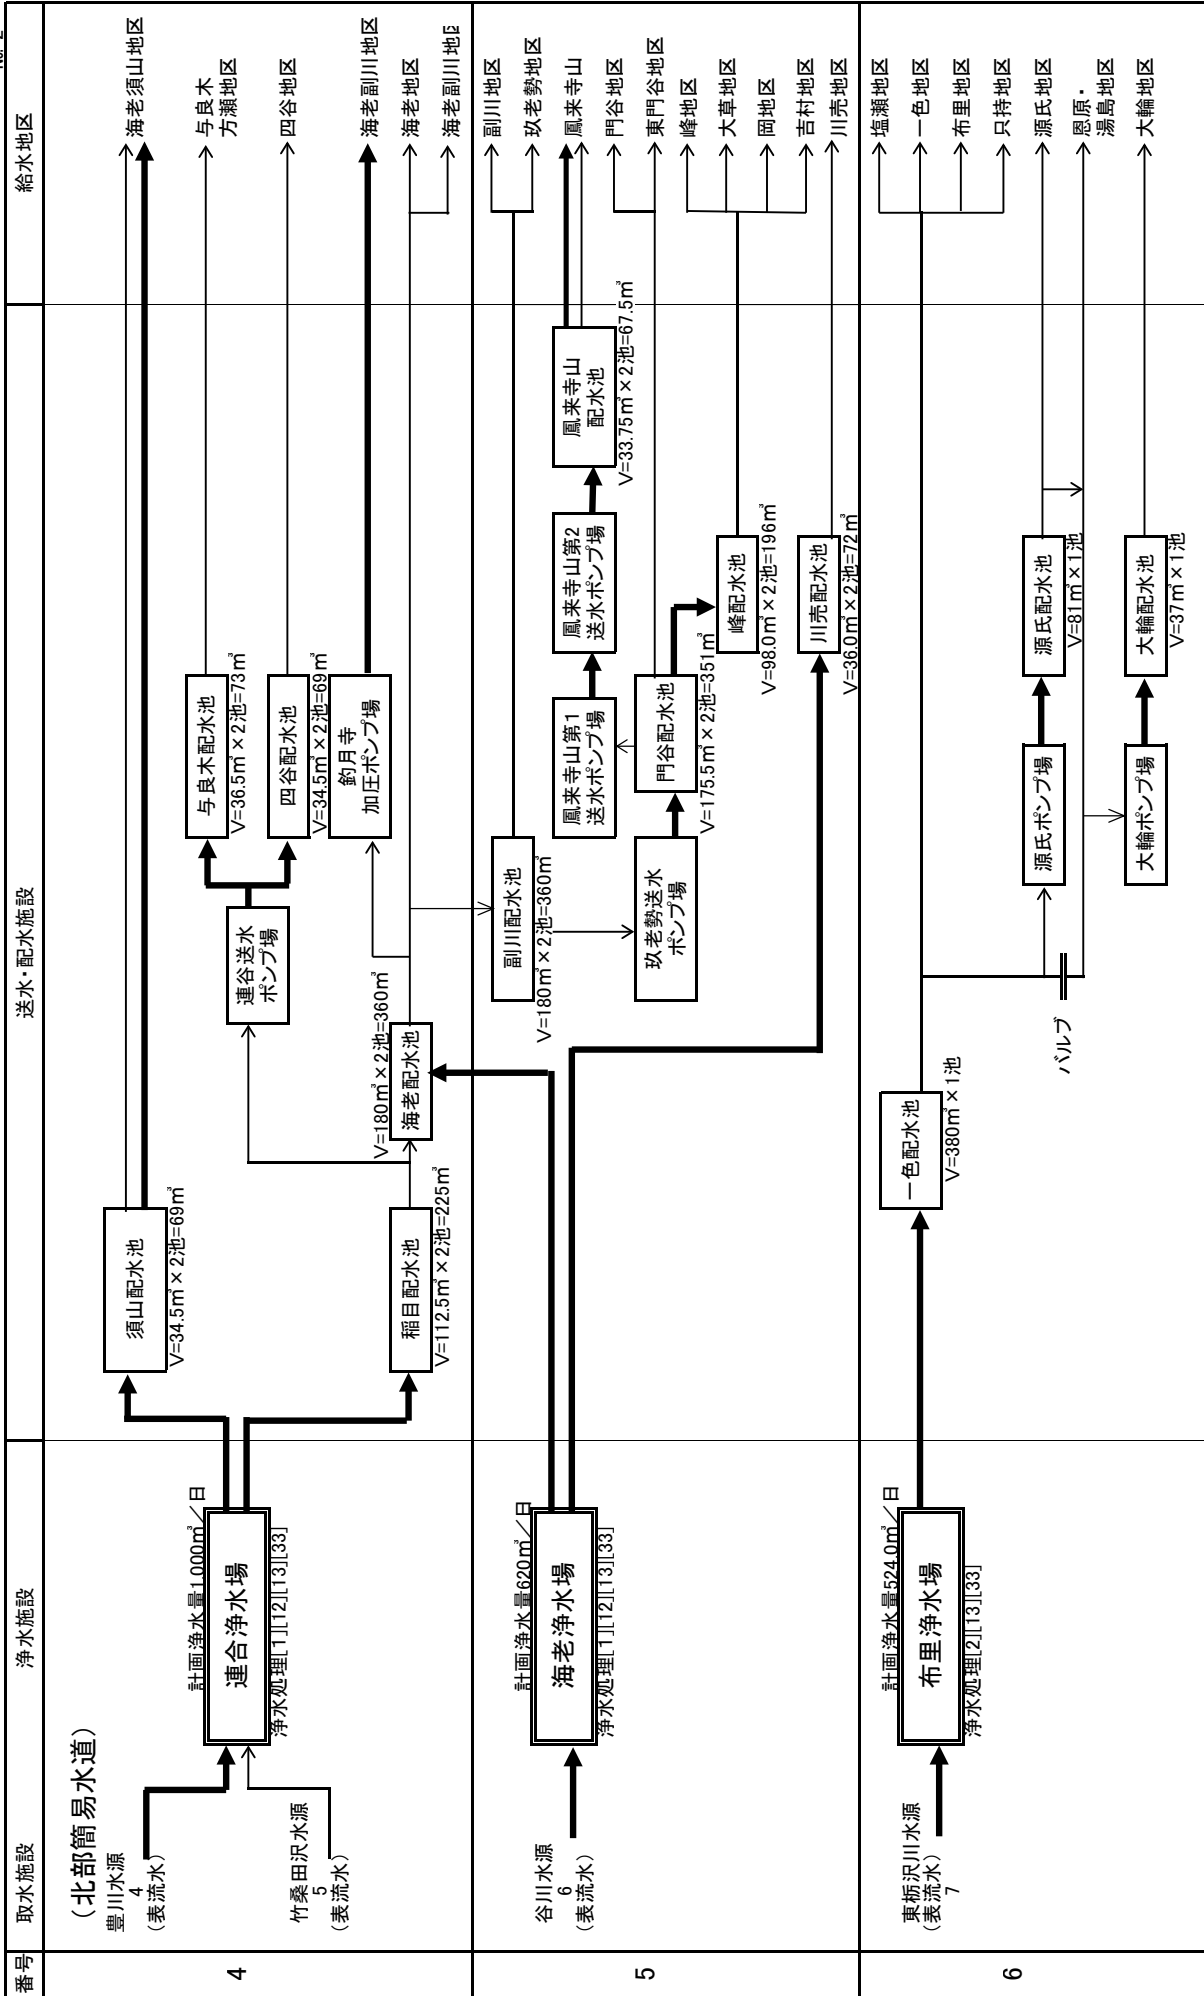 番号
取水施設
浄水施設
送水・配水施設
給水地区
4
(北部簡易水道)
豊川水源
4
(表流水)
竹桑田沢水源
5
(表流水)
計画浄水量1,000㎥/日
連合浄水場
浄水処理[1][12][13][33]
須山配水池
V=34.5㎥×2池=69㎥
稲目配水池
V=112.5㎥×2池=225㎥
連谷送水
ポンプ場
V=180㎥×2池=360㎥
海老配水池
与良木配水池
V=36.5㎥×2池=73㎥
四谷配水池
V=34.5㎥×2池=69㎥
釣月寺
加圧ポンプ場
海老須山地区
与良木
方瀬地区
四谷地区
海老副川地区
海老地区
海老副川地区
5
谷川水源
6
(表流水)
計画浄水量620㎥/日
海老浄水場
浄水処理[1][12][13][33]
副川配水池
V=180㎥×2池=360㎥
玖老勢送水
ポンプ場
鳳来寺山第1
送水ポンプ場
門谷配水池
V=175.5㎥×2池=351㎥
鳳来寺山第2
送水ポンプ場
峰配水池
V=98.0㎥×2池=196㎥
川売配水池
V=36.0㎥×2池=72㎥
鳳来寺山
配水池
V=33.75㎥×2池=67.5㎥
副川地区
玖老勢地区
鳳来寺山
門谷地区
東門谷地区
峰地区
大草地区
岡地区
吉村地区
川売地区
6
東栃沢川水源
(表流水)
7
計画浄水量524.0㎥/日
布里浄水場
浄水処理[2][13][33]
一色配水池
V=380㎥×1池
バルブ
源氏ポンプ場
大輪ポンプ場
源氏配水池
V=81㎥×1池
大輪配水池
V=37㎥×1池
塩瀬地区
一色地区
布里地区
只持地区
源氏地区
恩原・
湯島地区
大輪地区